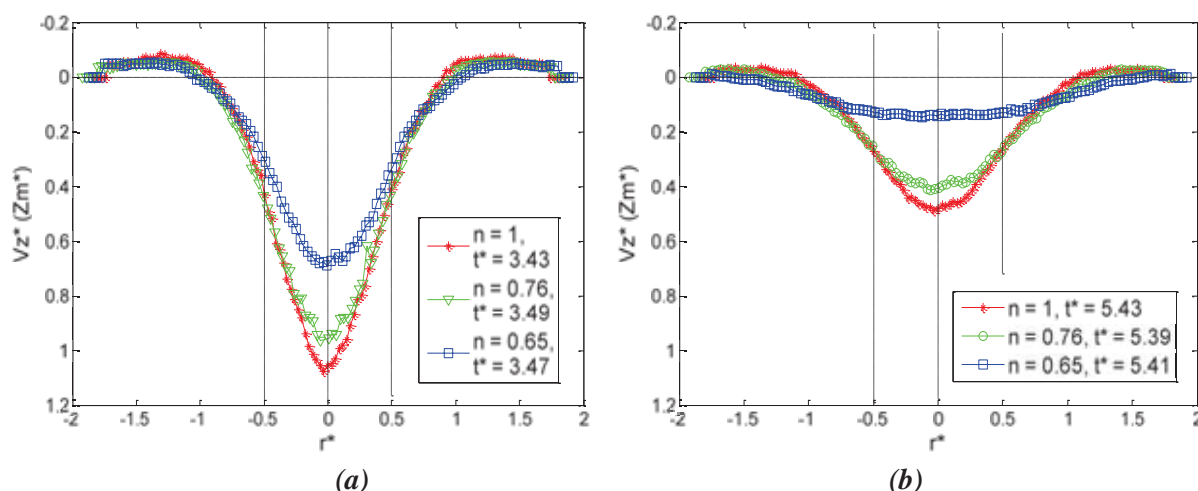 -0.2
0
0.2
0.4
0.6
0.8
1
1.2
Vz* (Zm*)
-2 -1.5 -1 -0.5 0 0.5 1 1.5 2
r*
n = 1,
t* = 3.43
n = 0.76,
t* = 3.49
n = 0.65,
t* = 3.47
(a)
-0.2
0
0.2
0.4
0.6
0.8
1
1.2
Vz* (Zm*)
-2 -1.5 -1 -0.5 0 0.5 1 1.5 2
r*
n = 1, t* = 5.43
n = 0.76, t* = 5.39
n = 0.65, t* = 5.41
(b)